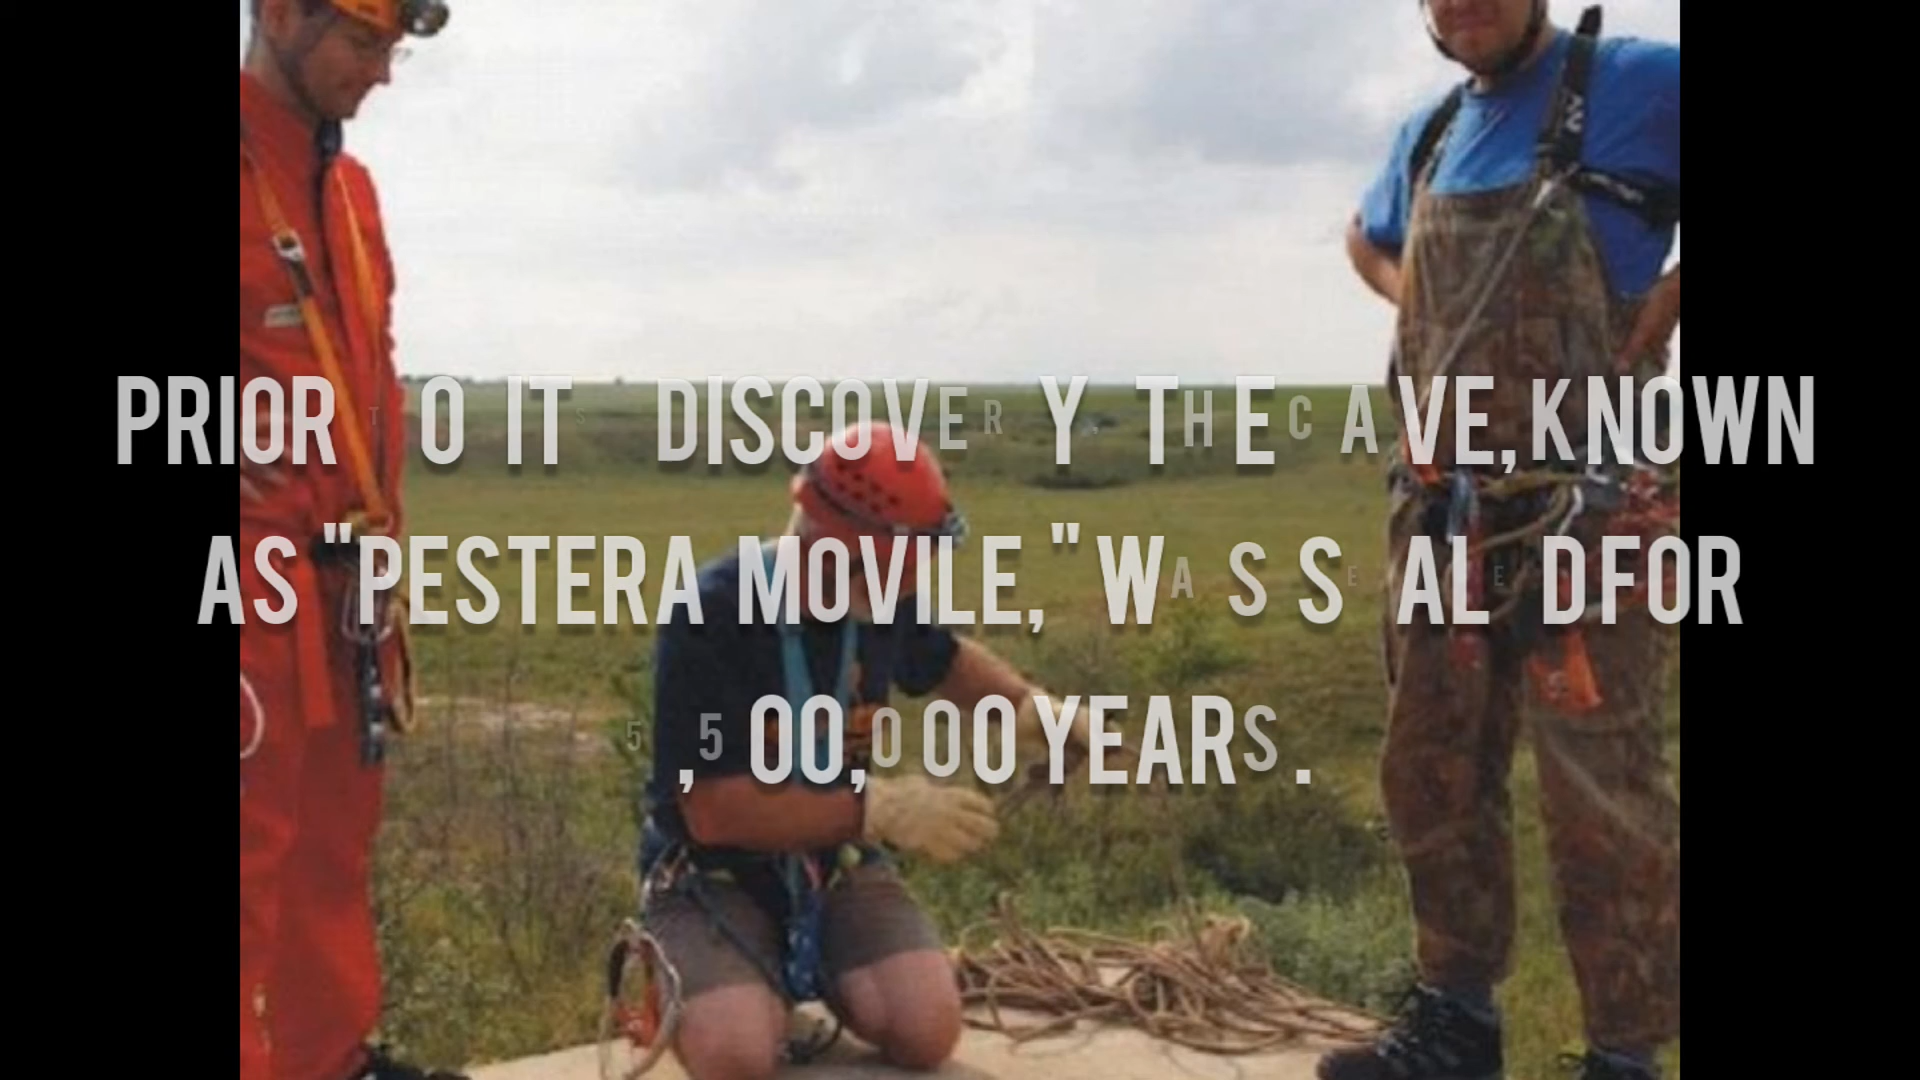 PRIOR TO ITS DISCOVERY THE CAVE, KNOWN
AS "PESTERA MOVILE," WAS SEALED FOR
5,500,000 YEARS.